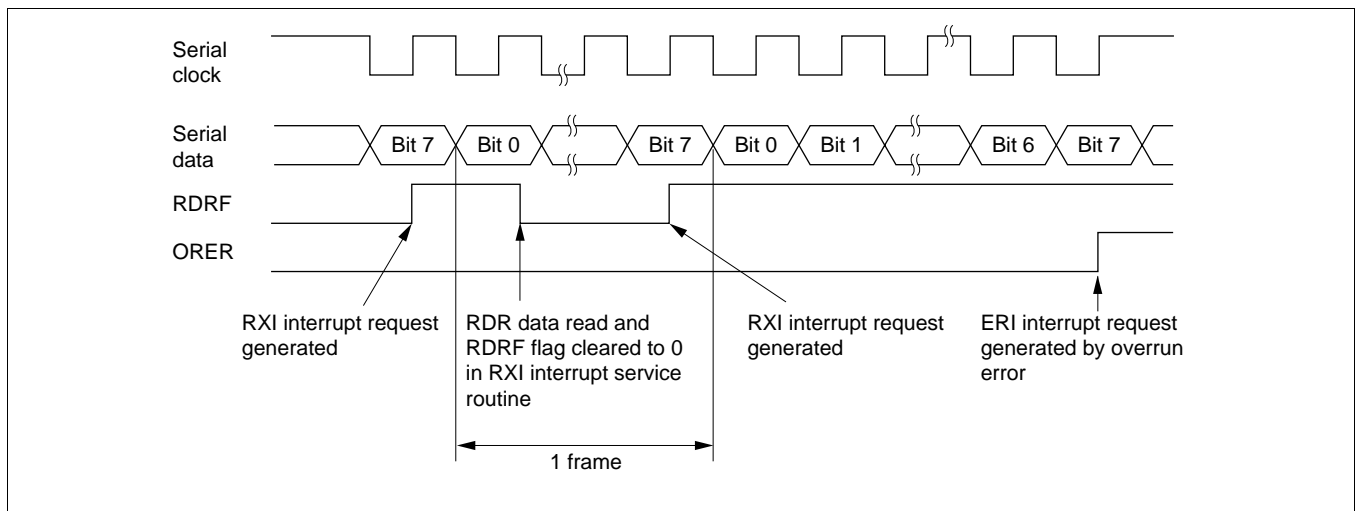 Serial
clock
Serial
data
Bit 7
Bit 0
Bit 7
Bit 0
Bit 1
Bit 6
Bit 7
RDRF
ORER
RXI interrupt request
generated
RDR data read and
RDRF flag cleared to 0
in RXI interrupt service
routine
RXI interrupt request
generated
ERI interrupt request
generated by overrun
error
1 frame